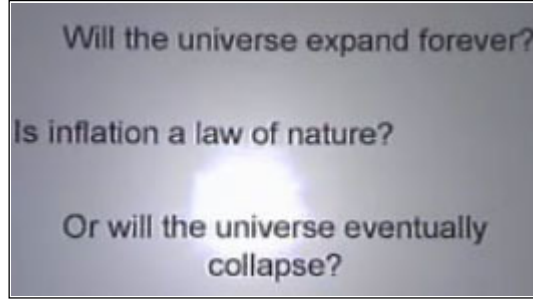 Will the universe expand forever?
Is inflation a law of nature?
Or will the universe eventually
collapse?